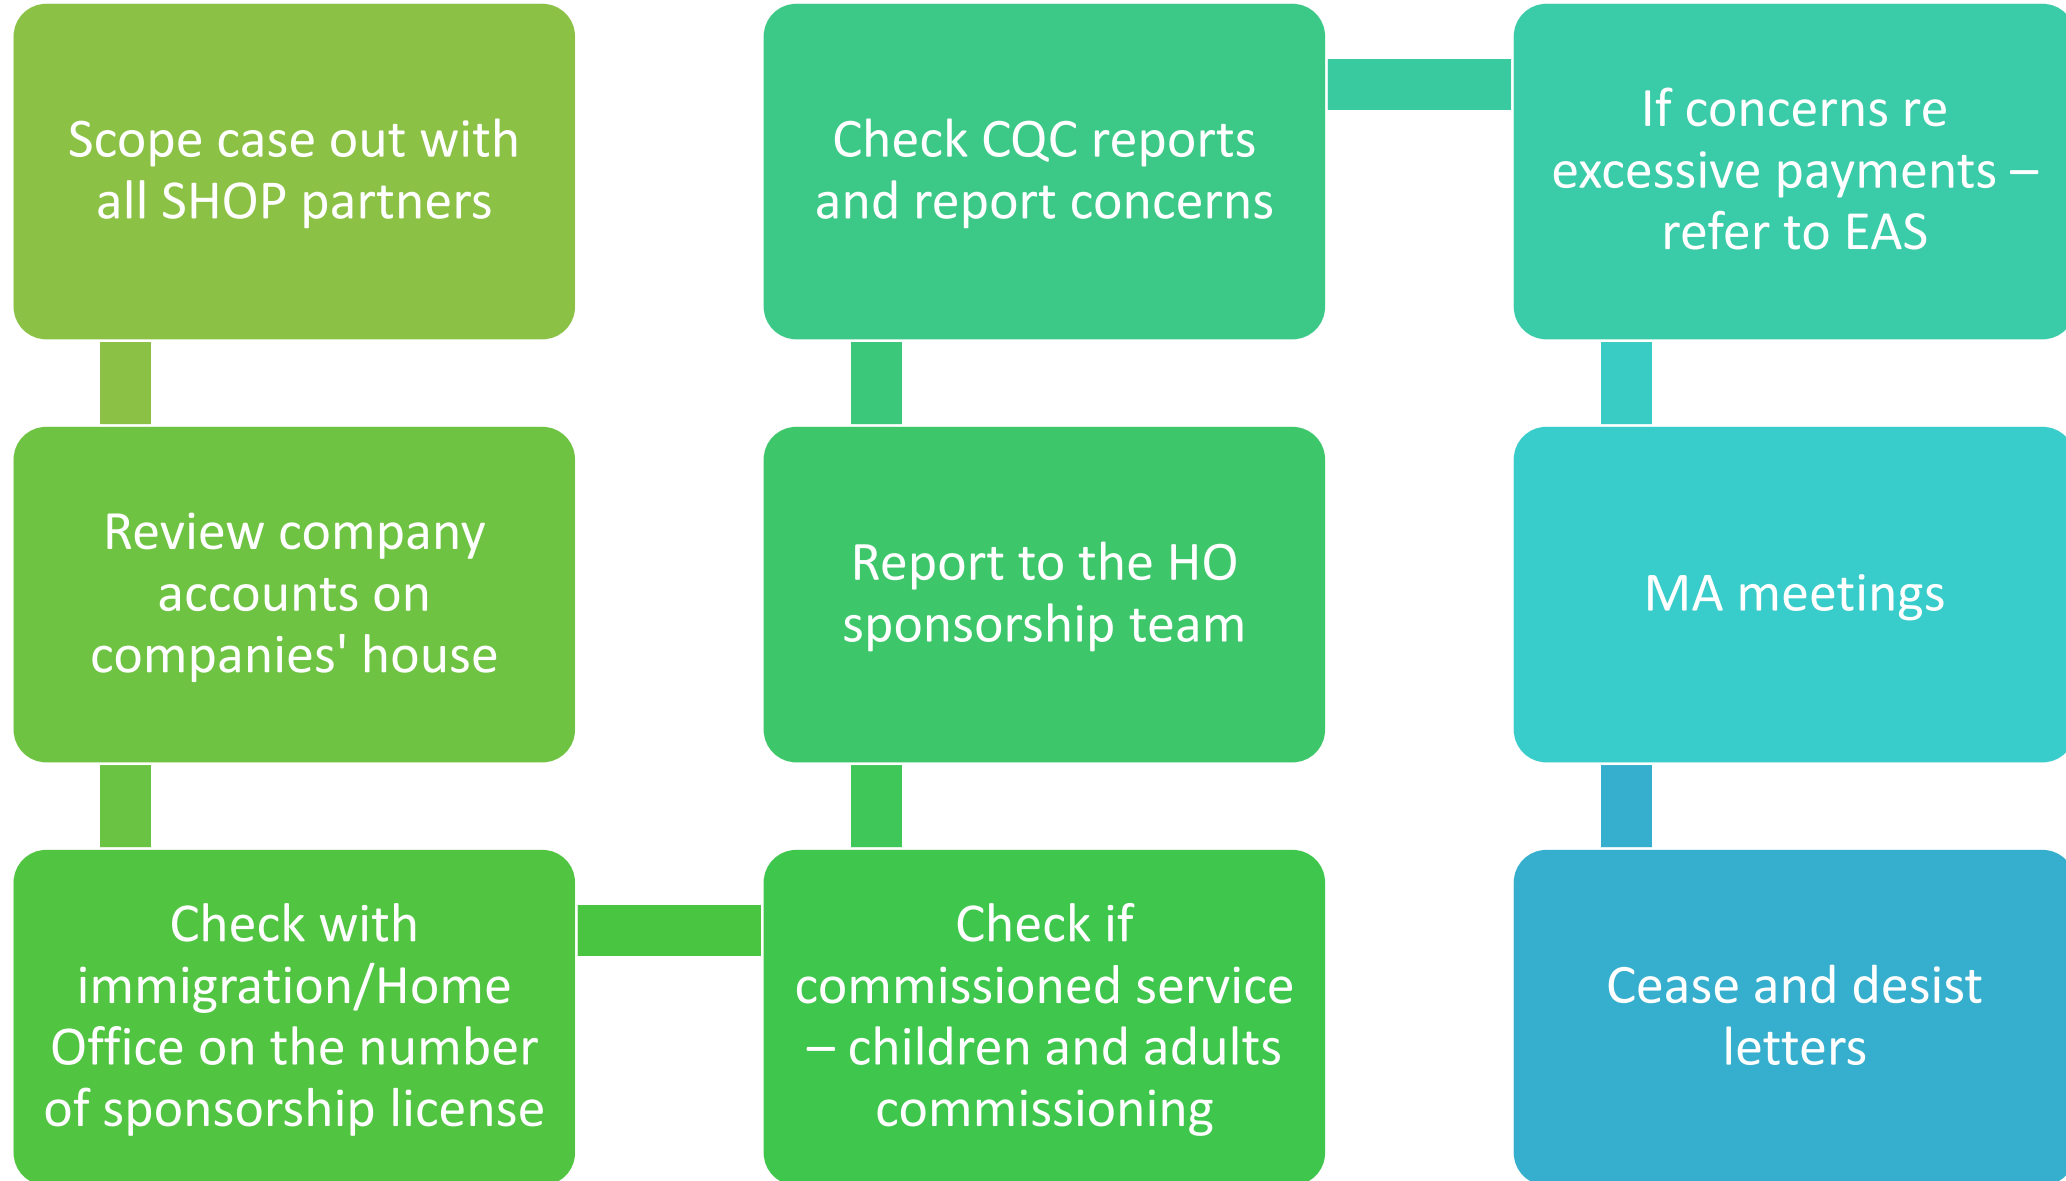 Scope case out with
all SHOP partners
Review company
accounts on
companies' house
Check with
immigration/Home
Office on the number
of sponsorship license
Check if
commissioned service
– children and adults
commissioning
Report to the HO
sponsorship team
Check CQC reports
and report concerns
If concerns re
excessive payments –
refer to EAS
MA meetings
Cease and desist
letters